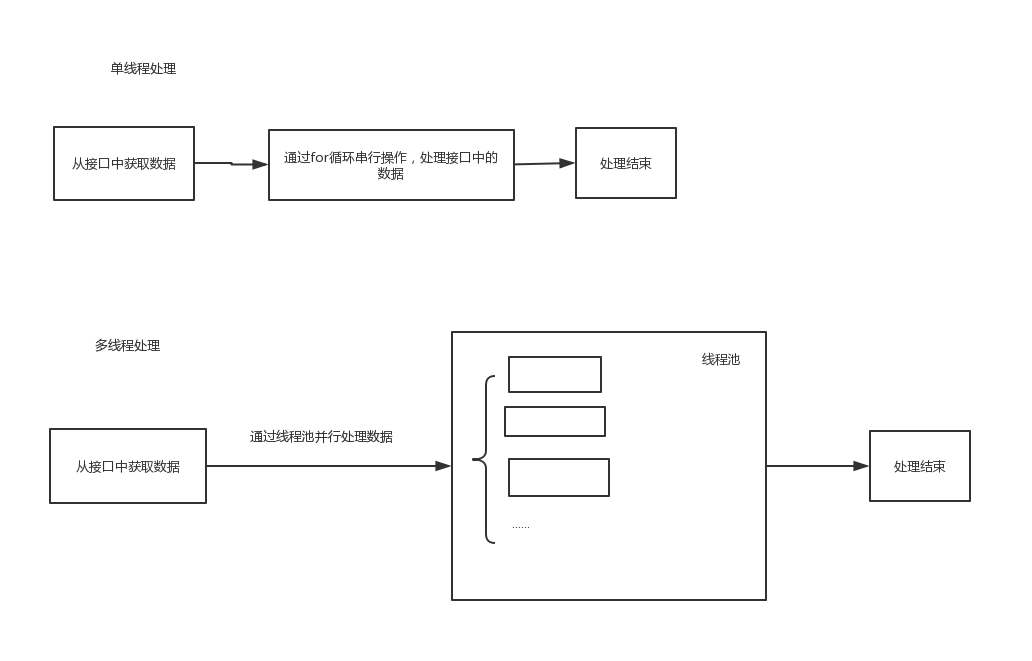 单线程处理
从接口中获取数据
通过for循环串行操作，处理接口中的
数据
处理结束
多线程处理
线程池
通过线程池并行处理数据
从接口中获取数据
处理结束
......